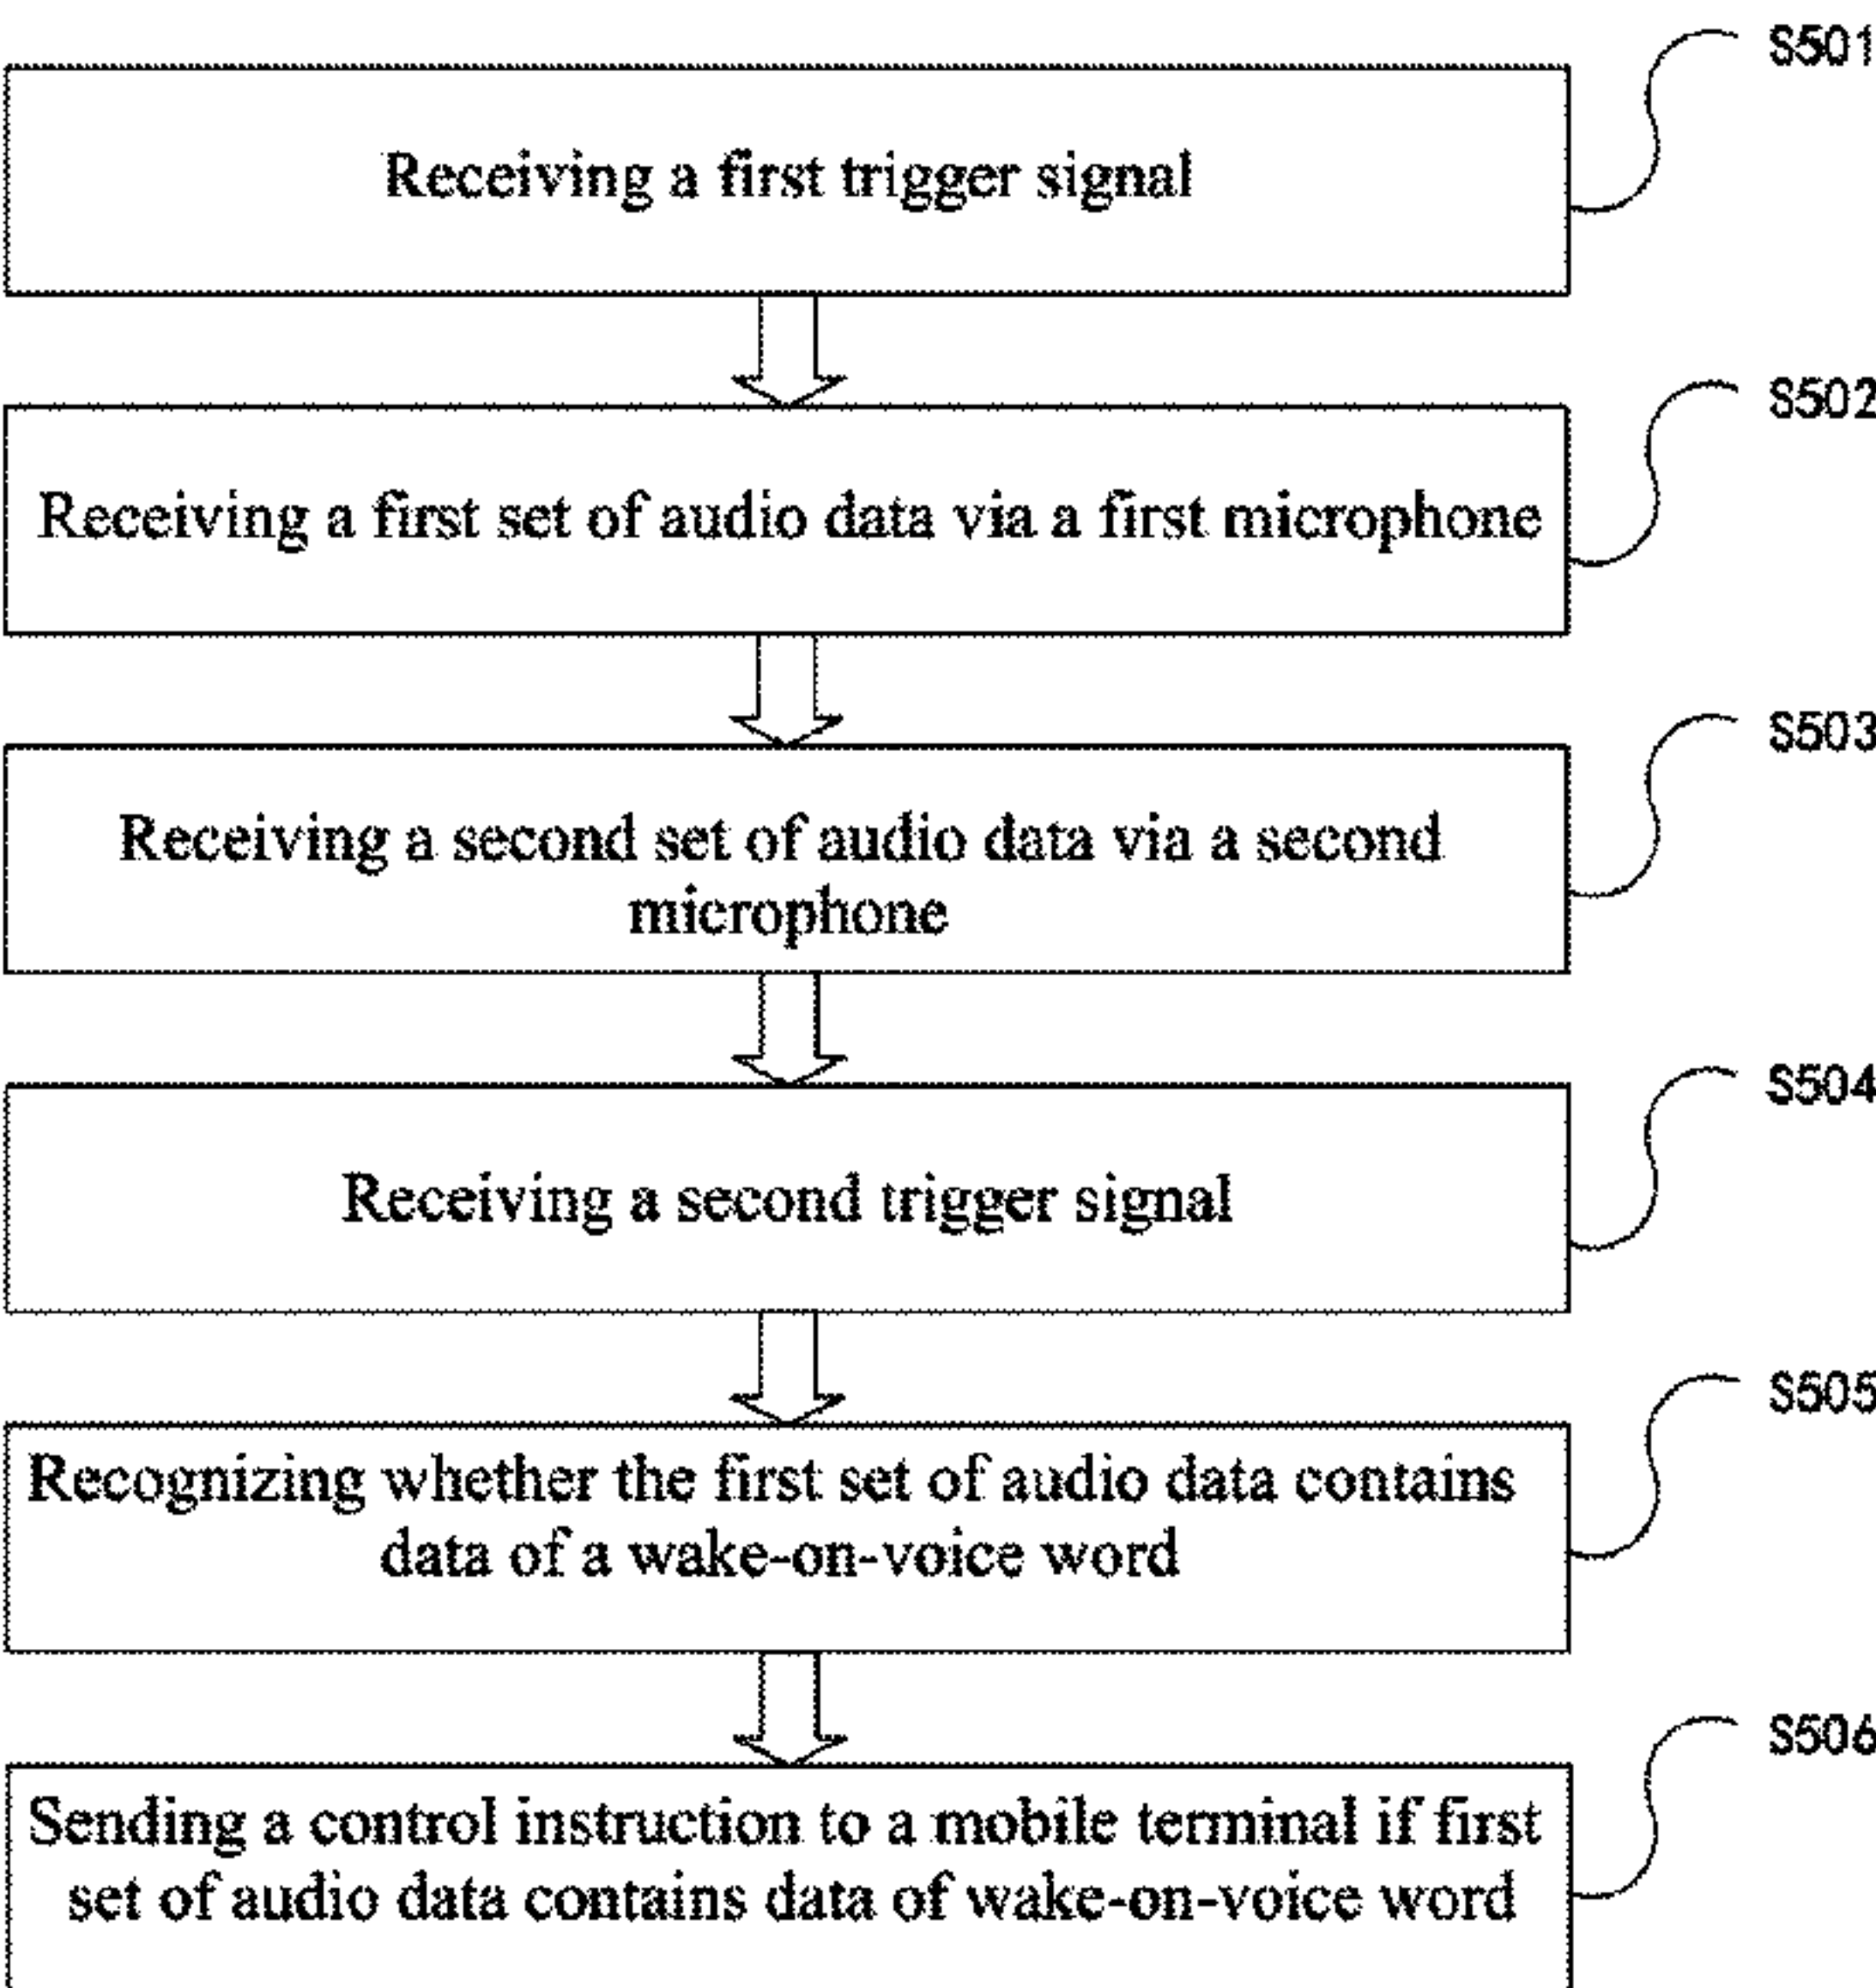 S501
Receiving a first trigger signal
S502
Receiving a first set of audio data via a first microphone
S503
Receiving a second set of audio data via a second
microphone
S504
Receiving a second trigger signal
S505
Recognizing whether the first set of audio data contains
data of a wake-on-voice word
S506
Sending a control instruction to a mobile terminal if first
set of audio data contains data of wake-on-voice word